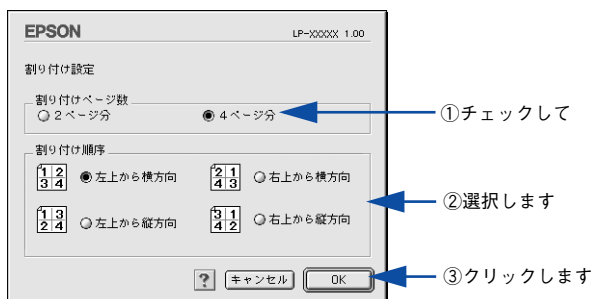 EPSON LP-XXXXX 1.00
割り付け設定
割り付けページ数
2ページ分 4ページ分
①チェックして
割り付け順序
1 2 2 1
3 4 4 3
左上から横方向 右上から横方向
②選択します
1 3 3 1
2 4 4 2
左上から縦方向 右上から縦方向
? キャンセル OK
③クリックします